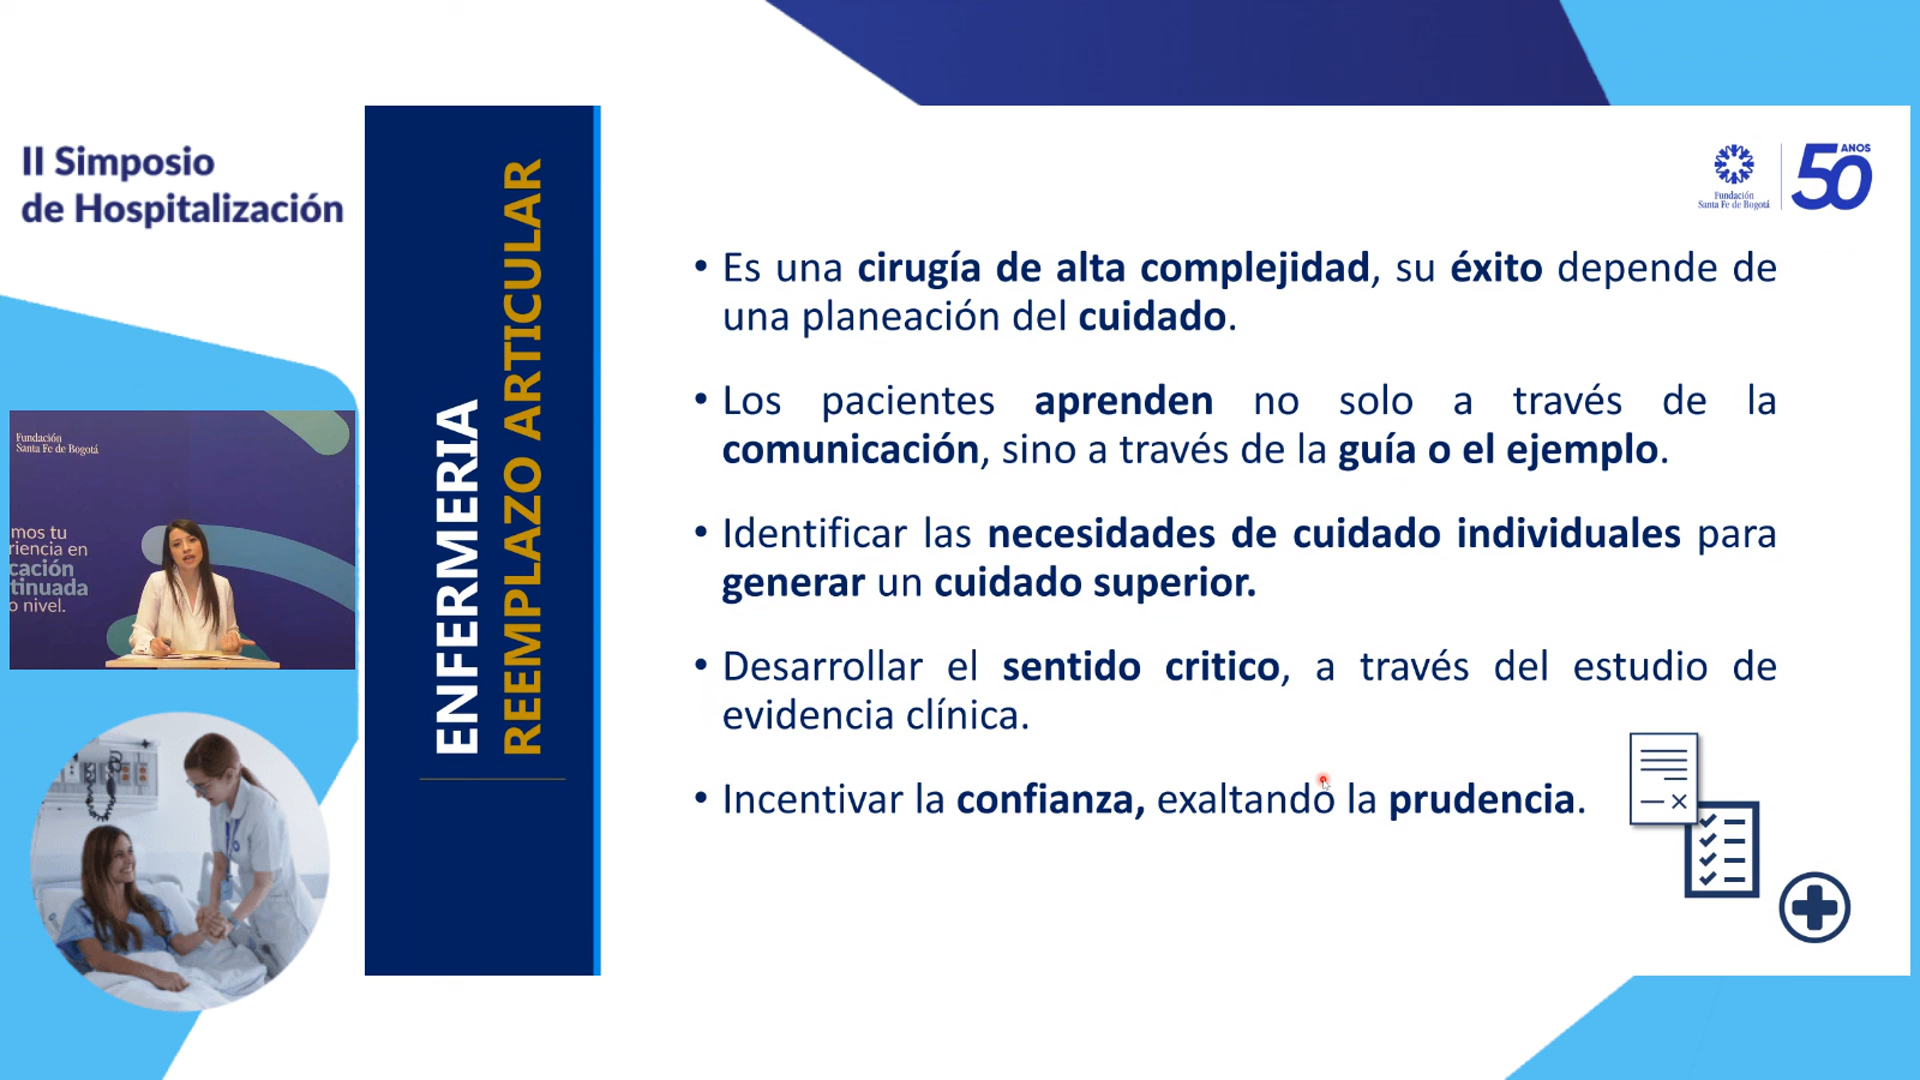 II Simposio
de Hospitalización
Fundación
Santa Fe de Bogotá
mos tu
riencia en
cación
tinuada
o nivel.
ENFERMERIA
REEMPLAZO ARTICULAR
Fundación
Santa Fe de Bogotá
50 AÑOS
• Es una cirugía de alta complejidad, su éxito depende de
una planeación del cuidado.
• Los pacientes aprenden no solo a través de la
comunicación, sino a través de la guía o el ejemplo.
• Identificar las necesidades de cuidado individuales para
generar un cuidado superior.
• Desarrollar el sentido critico, a través del estudio de
evidencia clínica.
• Incentivar la confianza, exaltando la prudencia.